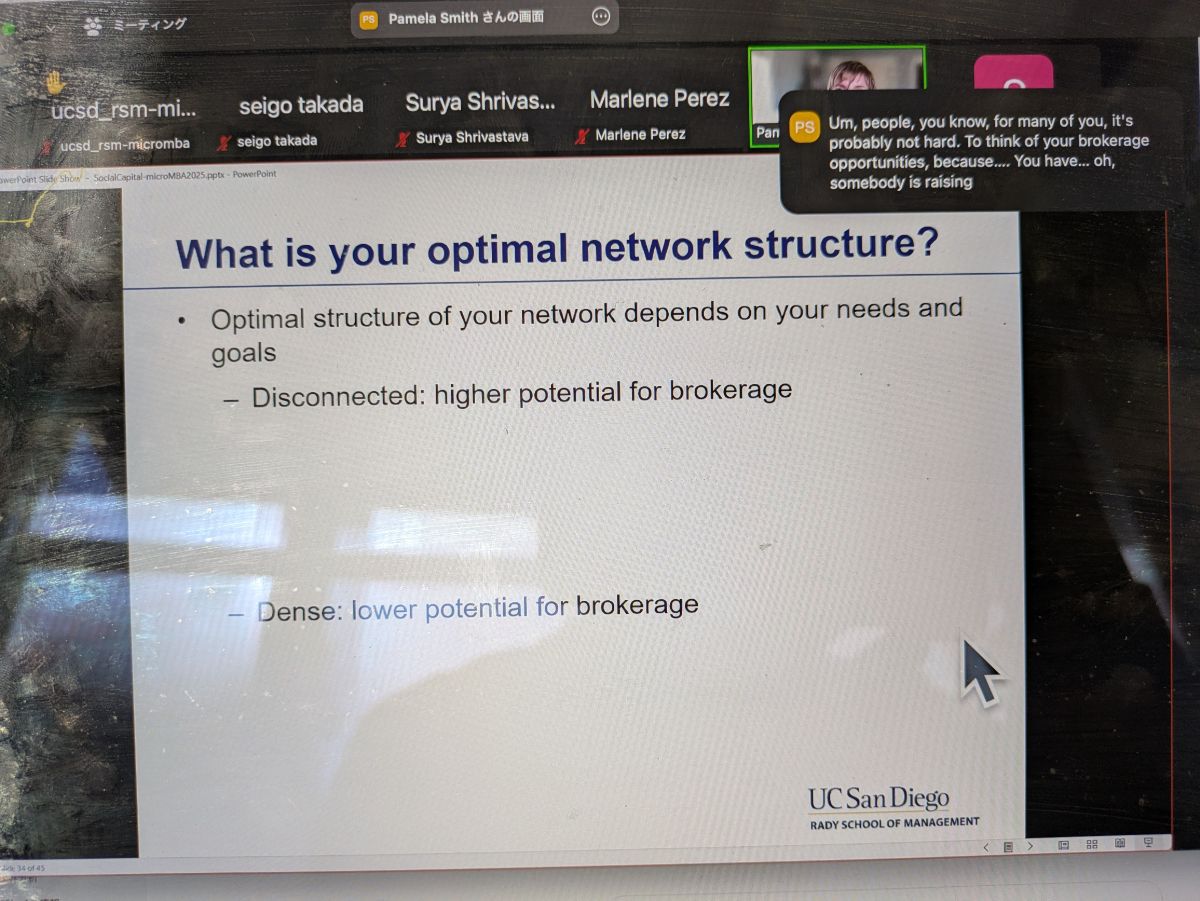 ミーティング
PS Pamela Smith さんの画面
ucsd_rsm-mi...
seigo takada
Surya Shrivas...
Marlene Perez
ucsd_rsm-micromba
seigo takada
Surya Shrivastava
Marlene Perez
Pam
PS
Um, people, you know, for many of you, it's
probably not hard. To think of your brokerage
opportunities, because.... You have... oh,
somebody is raising
owerPoint Slide Show - SocialCapital-microMBA2025.pptx - PowerPoint
What is your optimal network structure?
• Optimal structure of your network depends on your needs and
goals
– Disconnected: higher potential for brokerage
– Dense: lower potential for brokerage
UC San Diego
RADY SCHOOL OF MANAGEMENT
Slide 34 of 45